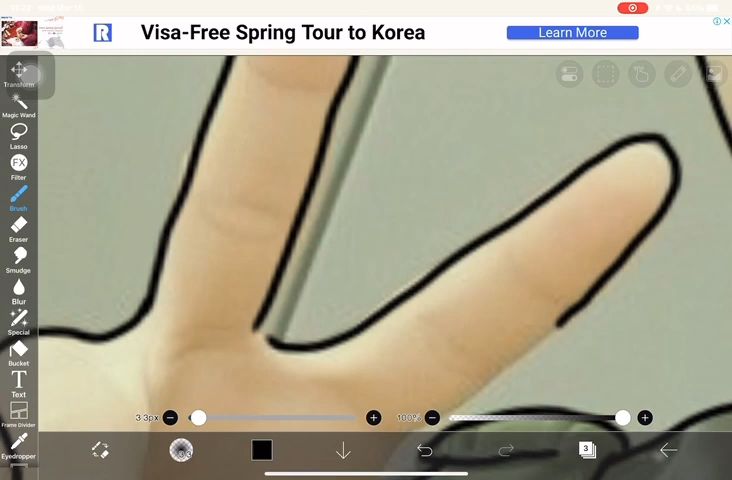 Visa-Free Spring Tour to Korea
Learn More
Transform
Magic Wand
Lasso
FX
Filter
Brush
Eraser
Smudge
Blur
Special
Bucket
T
Text
Frame Divider
Eyedropper
3.3px
100%
3